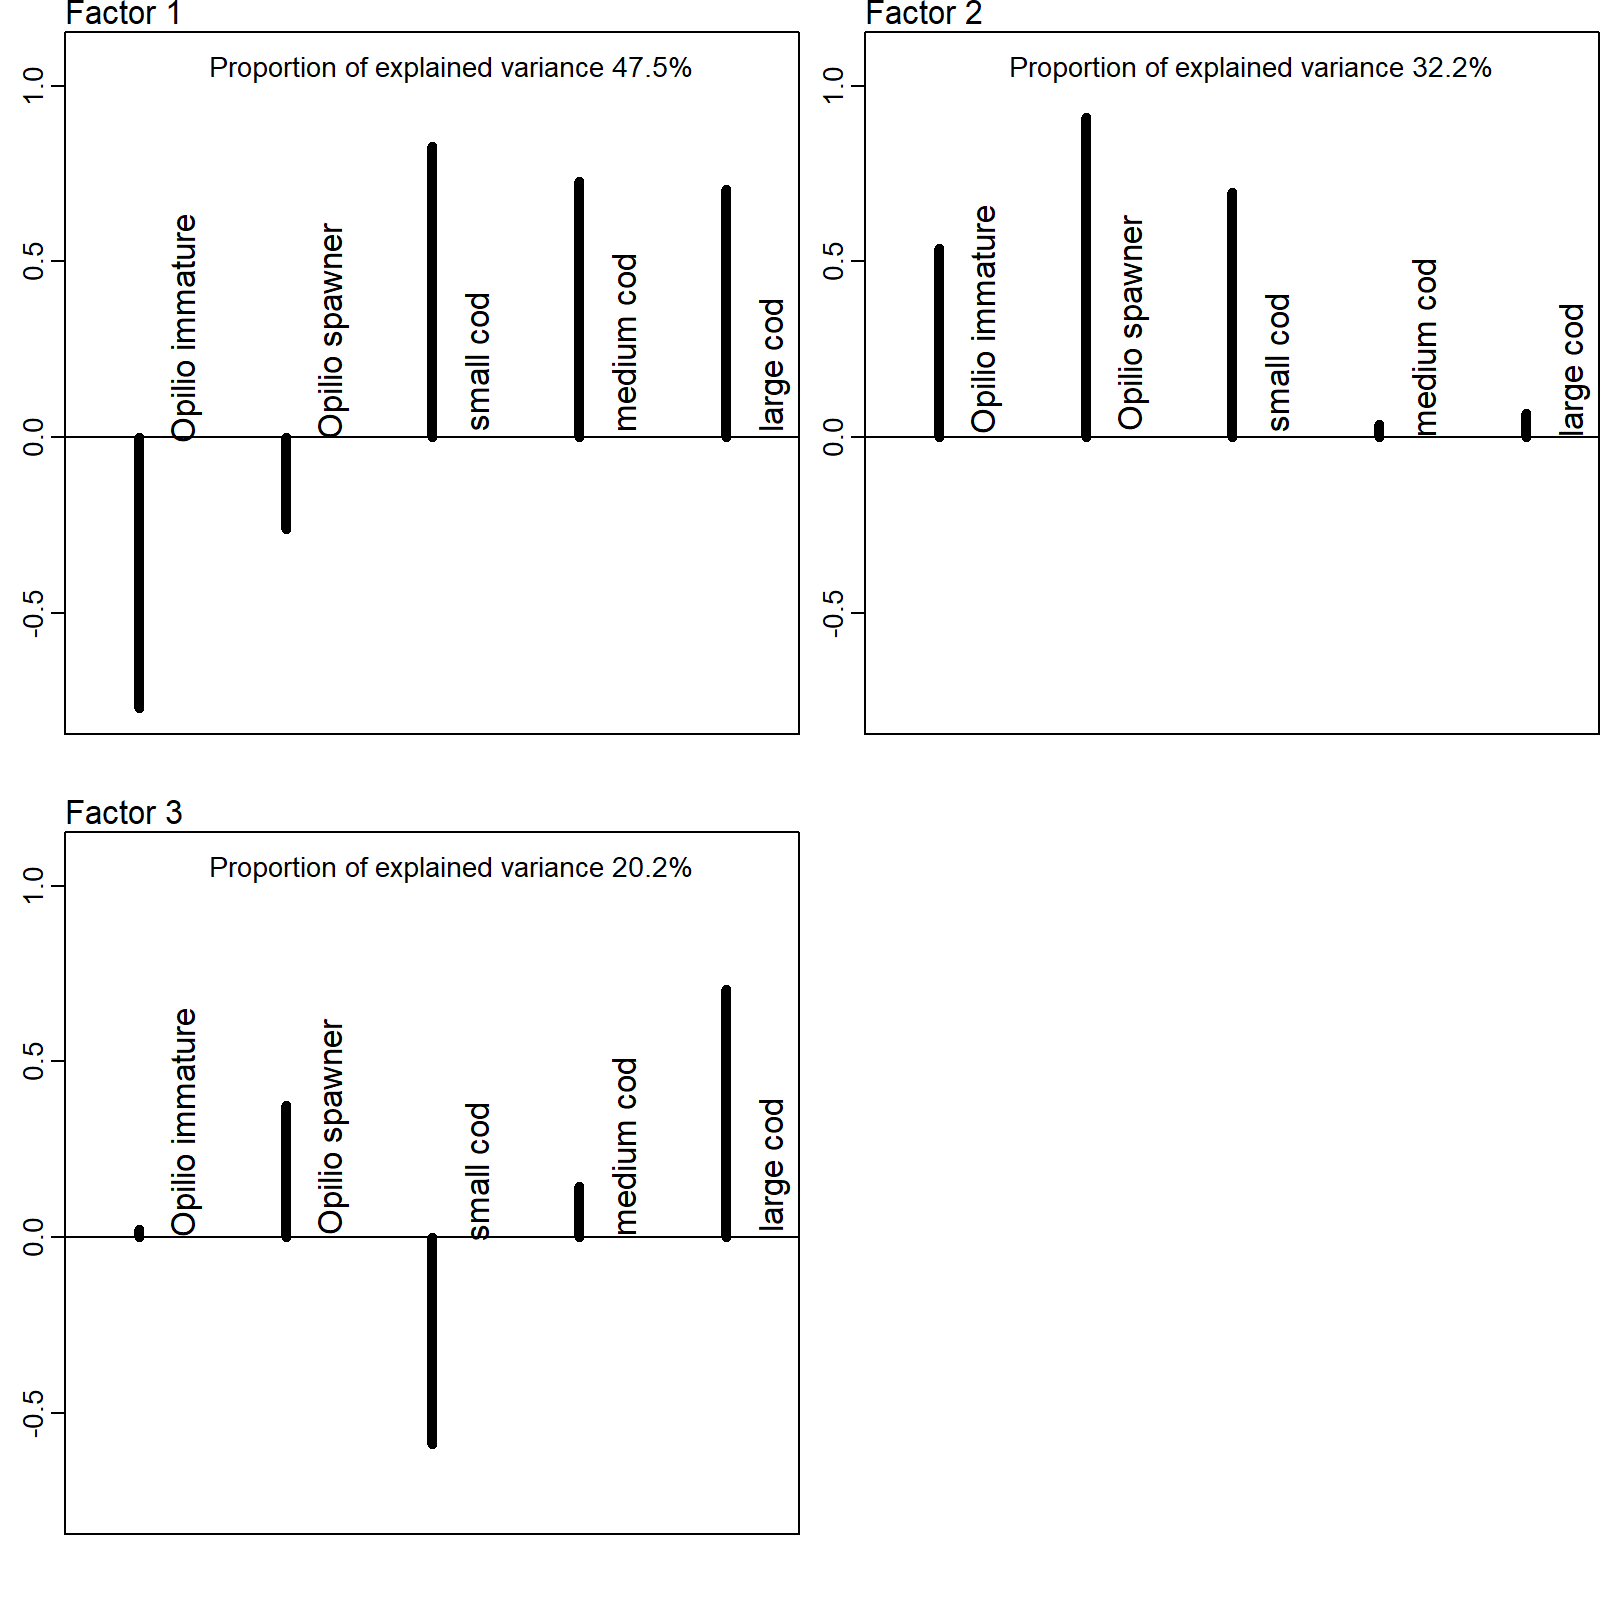 Factor 1
Proportion of explained variance 47.5%
1.0
0.5
0.0
-0.5
Opilio immature
Opilio spawner
small cod
medium cod
large cod
Factor 2
Proportion of explained variance 32.2%
1.0
0.5
0.0
-0.5
Opilio immature
Opilio spawner
small cod
medium cod
large cod
Factor 3
Proportion of explained variance 20.2%
1.0
0.5
0.0
-0.5
Opilio immature
Opilio spawner
small cod
medium cod
large cod